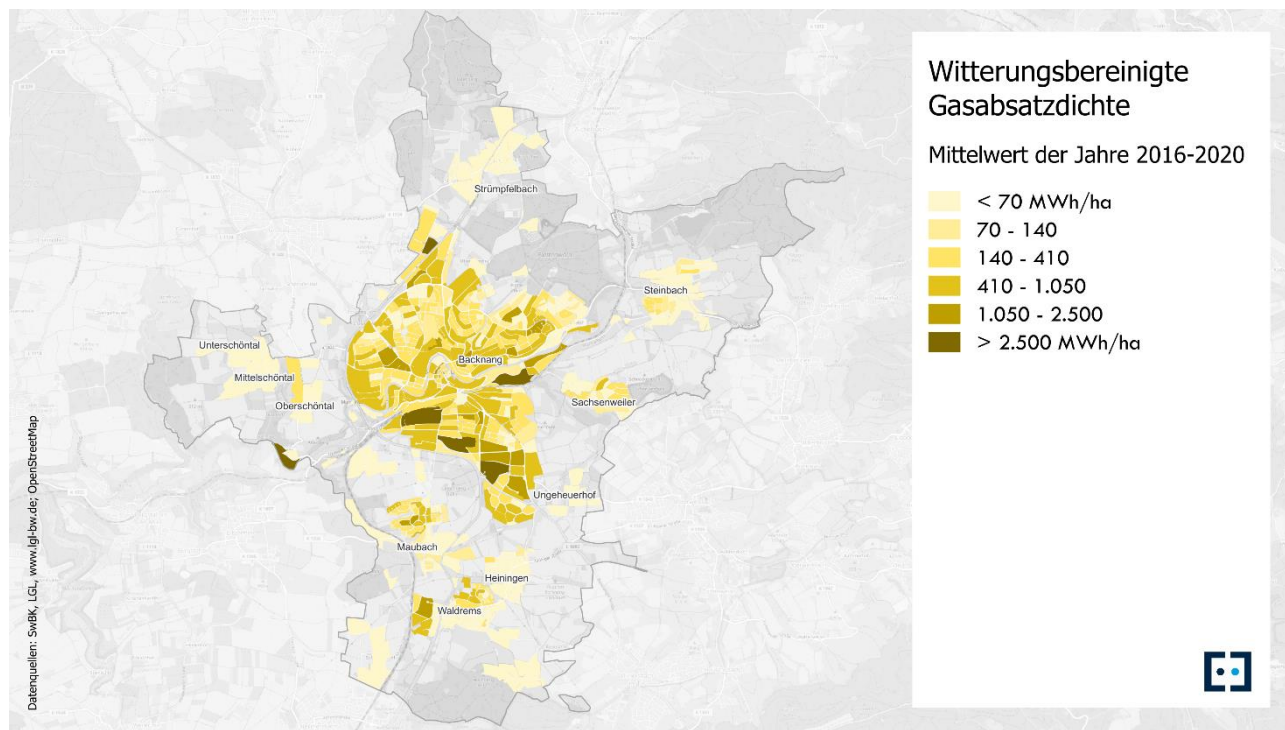 Witterungsbereinigte
Gasabsatzdichte
Mittelwert der Jahre 2016-2020
< 70 MWh/ha
70 - 140
140 - 410
410 - 1.050
1.050 - 2.500
> 2.500 MWh/ha
Strümpfelbach
Steinbach
Unterschöntal
Mittelschöntal
Oberschöntal
Backnang
Sachsenweiler
Ungeheuerhof
Maubach
Heiningen
Waldrems
Datenquellen: SwBK, LGL, www.lgl-bw.de; OpenStreetMap